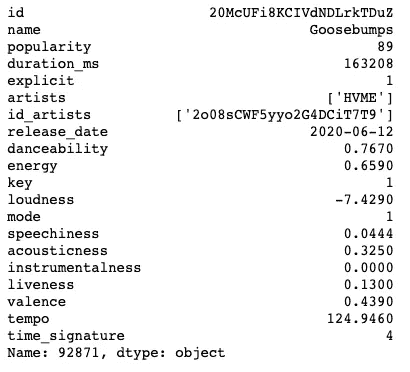 id 20McUFi8KCIVdNDLrkTDuZ
name Goosebumps
popularity 89
duration_ms 163208
explicit 1
artists ['HVME']
id_artists ['2o08sCWF5yyo2G4DCiT7T9']
release_date 2020-06-12
danceability 0.7670
energy 0.6590
key 1
loudness -7.4290
mode 1
speechiness 0.0444
acousticness 0.3250
instrumentalness 0.0000
liveness 0.1300
valence 0.4390
tempo 124.9460
time_signature 4
Name: 92871, dtype: object